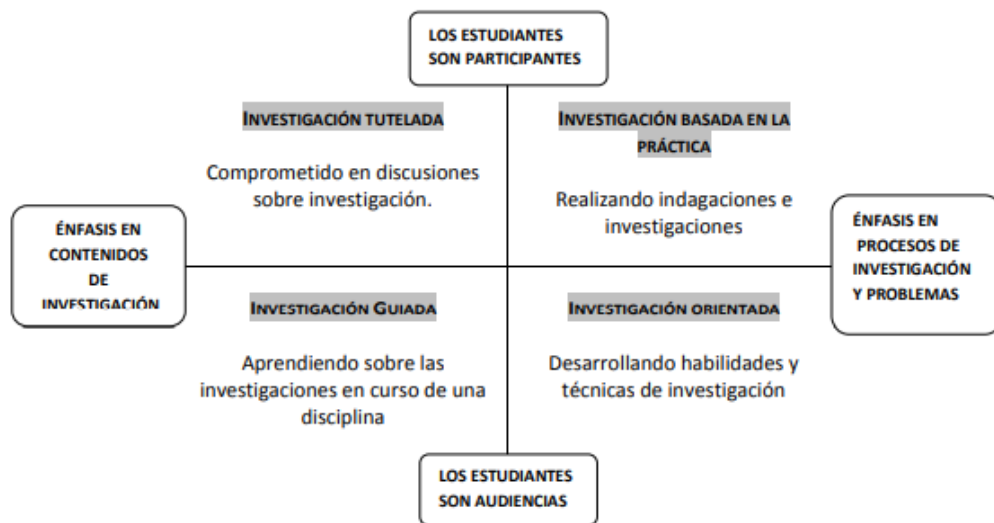 LOS ESTUDIANTES
SON PARTICIPANTES
INVESTIGACIÓN TUTELADA
Comprometido en discusiones
sobre investigación.
INVESTIGACIÓN BASADA EN LA
PRÁCTICA
Realizando indagaciones e
investigaciones
ÉNFASIS EN
CONTENIDOS
DE
INVESTIGACIÓN
ÉNFASIS EN
PROCESOS DE
INVESTIGACIÓN
Y PROBLEMAS
INVESTIGACIÓN GUIADA
Aprendiendo sobre las
investigaciones en curso de una
disciplina
INVESTIGACIÓN ORIENTADA
Desarrollando habilidades y
técnicas de investigación
LOS ESTUDIANTES
SON AUDIENCIAS